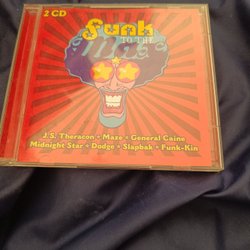 2 CD
Funk
TO THE
Max
J.S. Theracon • Maze • General Caine
Midnight Star • Dodge • Slapbak • Funk-Kin